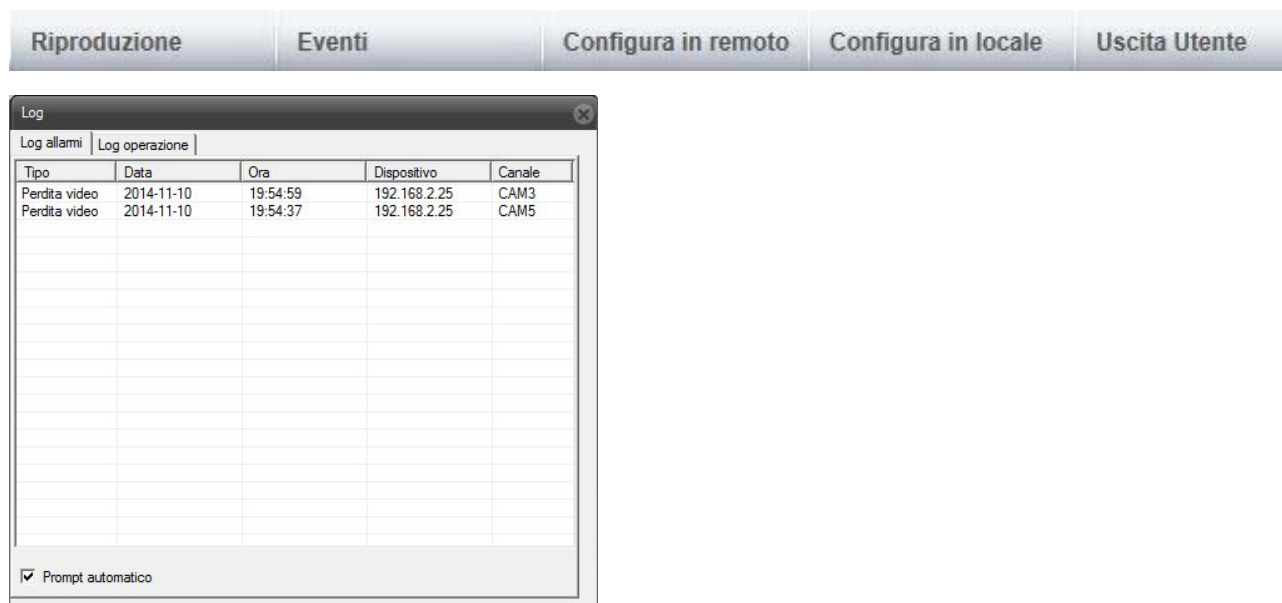 Riproduzione Eventi Configura in remoto Configura in locale Uscita Utente
Log
Log allarmi Log operazione
Tipo Data Ora Dispositivo Canale
Perdita video 2014-11-10 19:54:59 192.168.2.25 CAM3
Perdita video 2014-11-10 19:54:37 192.168.2.25 CAM5
Prompt automatico